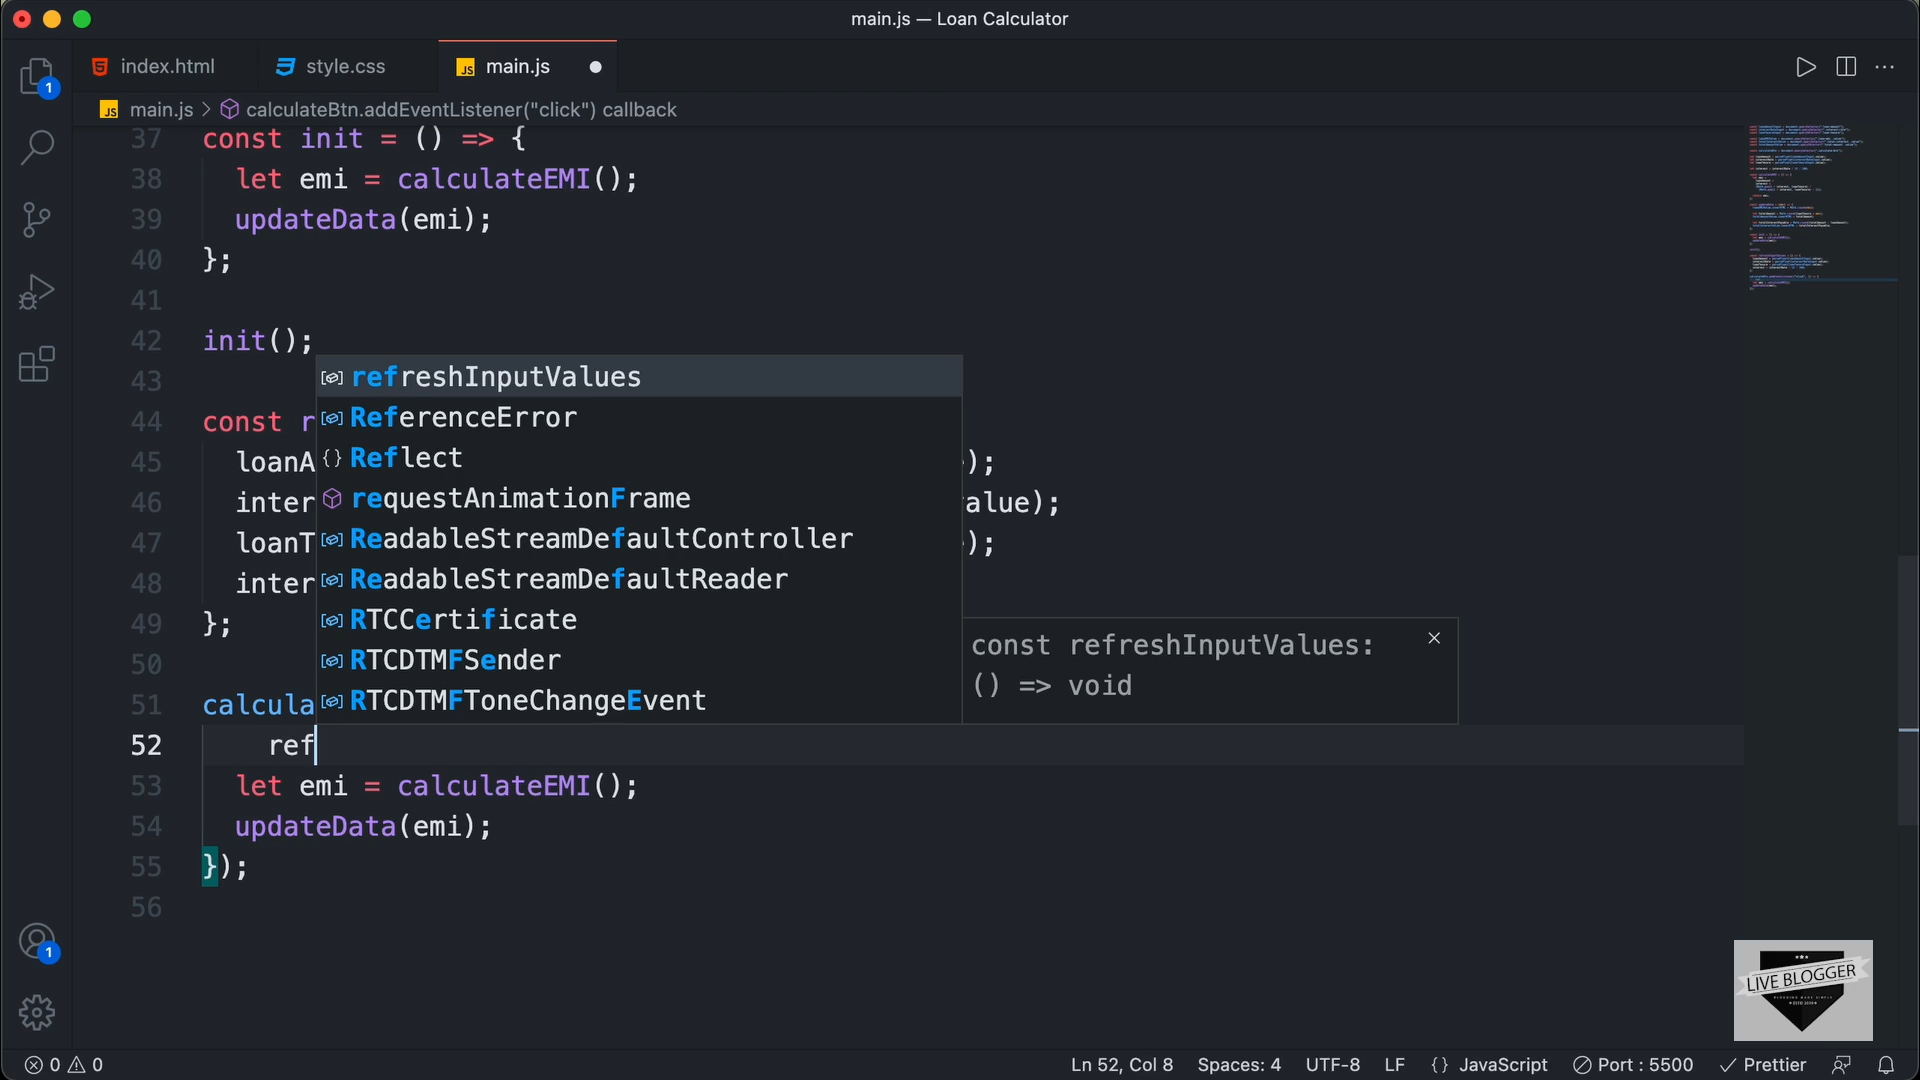 main.js — Loan Calculator
index.html
style.css
JS main.js
JS main.js > calculateBtn.addEventListener("click") callback
37 const init = () => {
38 let emi = calculateEMI();
39 updateData(emi);
40 };
41
42 init();
43
44 const r
45 loanA );
46 inter alue);
47 loanT );
48 inter
49 };
50
51 calcula
52 ref
53 let emi = calculateEMI();
54 updateData(emi);
55 });
56
refreshInputValues
ReferenceError
{} Reflect
requestAnimationFrame
ReadableStreamDefaultController
ReadableStreamDefaultReader
RTCCertificate
RTCDTMFSender
RTCDTMFToneChangeEvent
const refreshInputValues:
() => void
1
1
LIVE BLOGGER
0 0
Ln 52, Col 8 Spaces: 4 UTF-8 LF {} JavaScript Port : 5500 Prettier